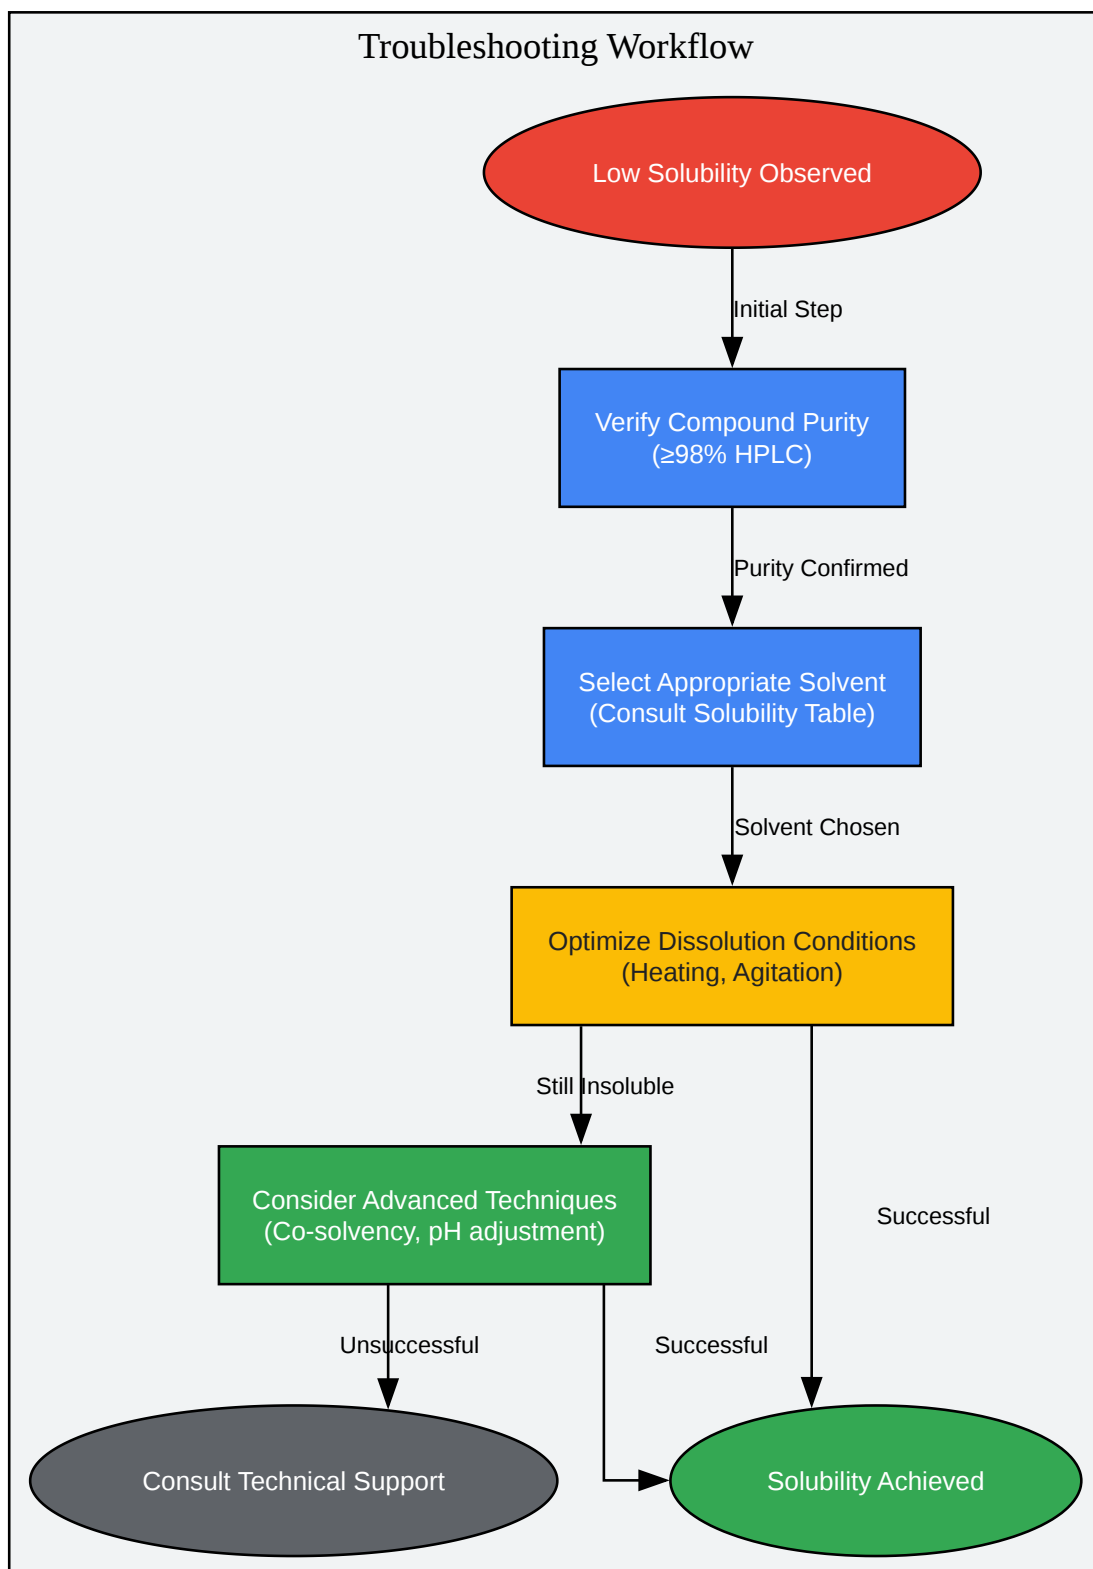 Troubleshooting Workflow
Low Solubility Observed
Initial Step
Verify Compound Purity
(≥98% HPLC)
Purity Confirmed
Select Appropriate Solvent
(Consult Solubility Table)
Solvent Chosen
Optimize Dissolution Conditions
(Heating, Agitation)
Still Insoluble
Consider Advanced Techniques
(Co-solvency, pH adjustment)
Successful
Unsuccessful
Successful
Consult Technical Support
Solubility Achieved